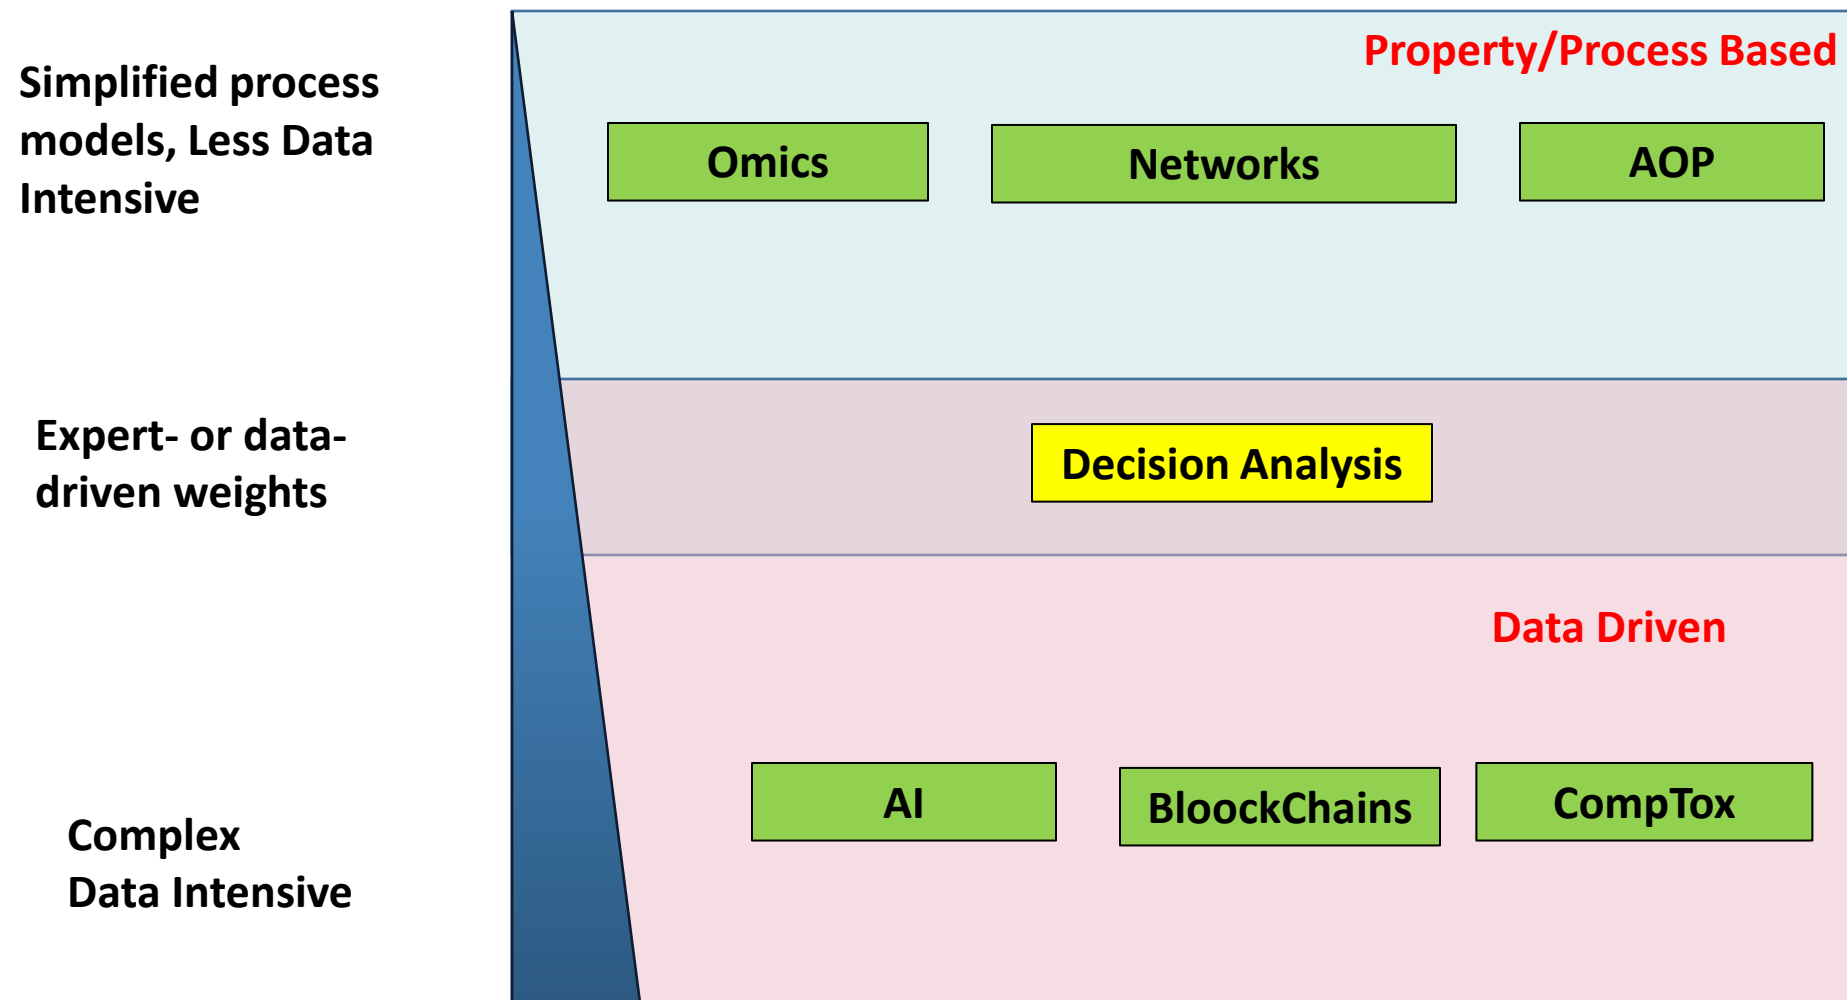 Property/Process Based
Simplified process
models, Less Data
Intensive
Omics
Networks
AOP
Expert- or data-
driven weights
Decision Analysis
Data Driven
AI
BloockChains
CompTox
Complex
Data Intensive